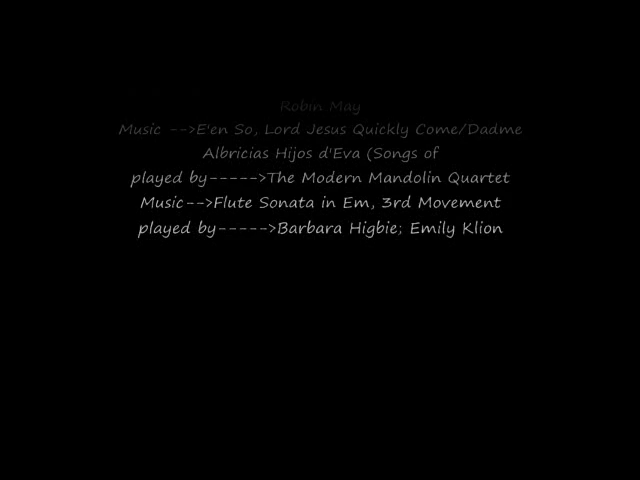 Robin May
Music -->E'en So, Lord Jesus Quickly Come/Dadme
Albricias Hijos d'Eva (Songs of
played by----->The Modern Mandolin Quartet
Music-->Flute Sonata in Em, 3rd Movement
played by----->Barbara Higbie; Emily Klion